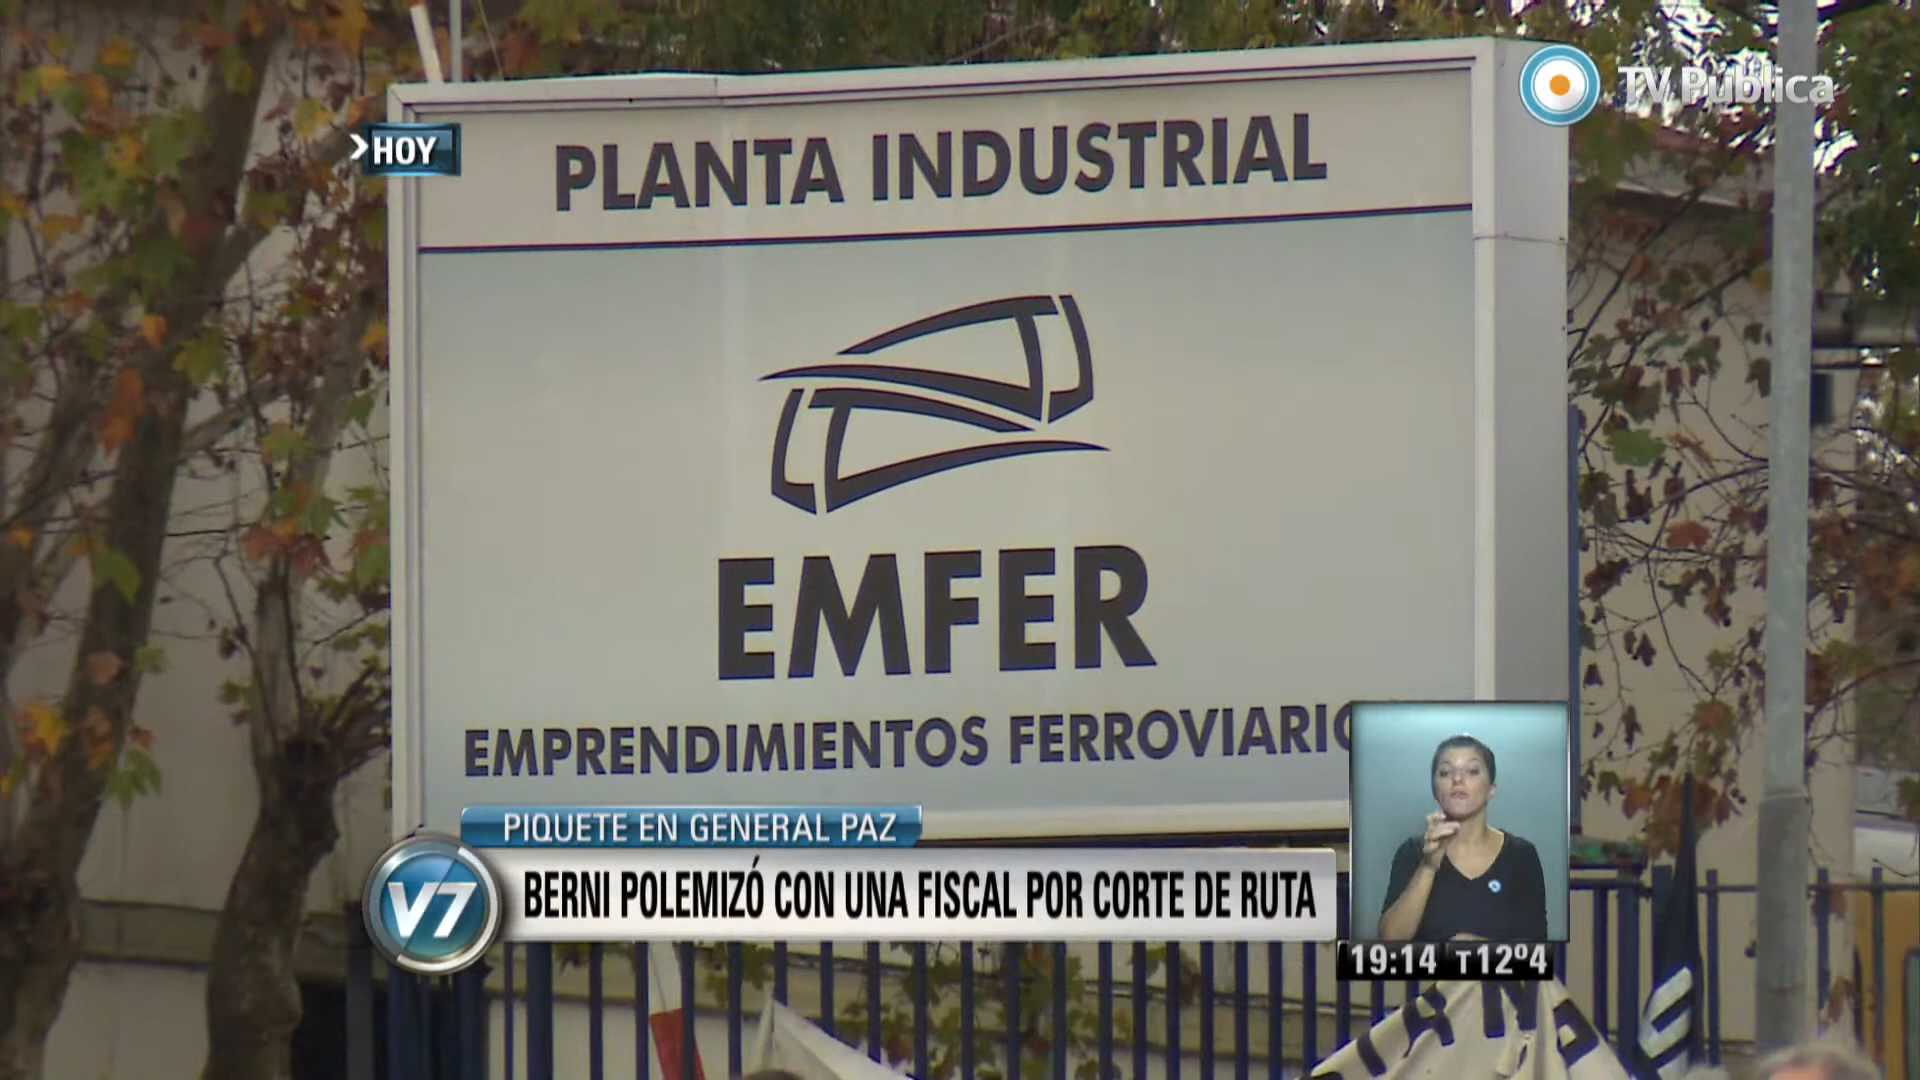 TV Pública
HOY
PLANTA INDUSTRIAL
EMFER
EMPRENDIMIENTOS
PIQUETE EN GENERAL PAZ
V7
BERNI POLEMIZÓ CON UNA FISCAL POR CORTE DE RUTA
19:14 T12º4